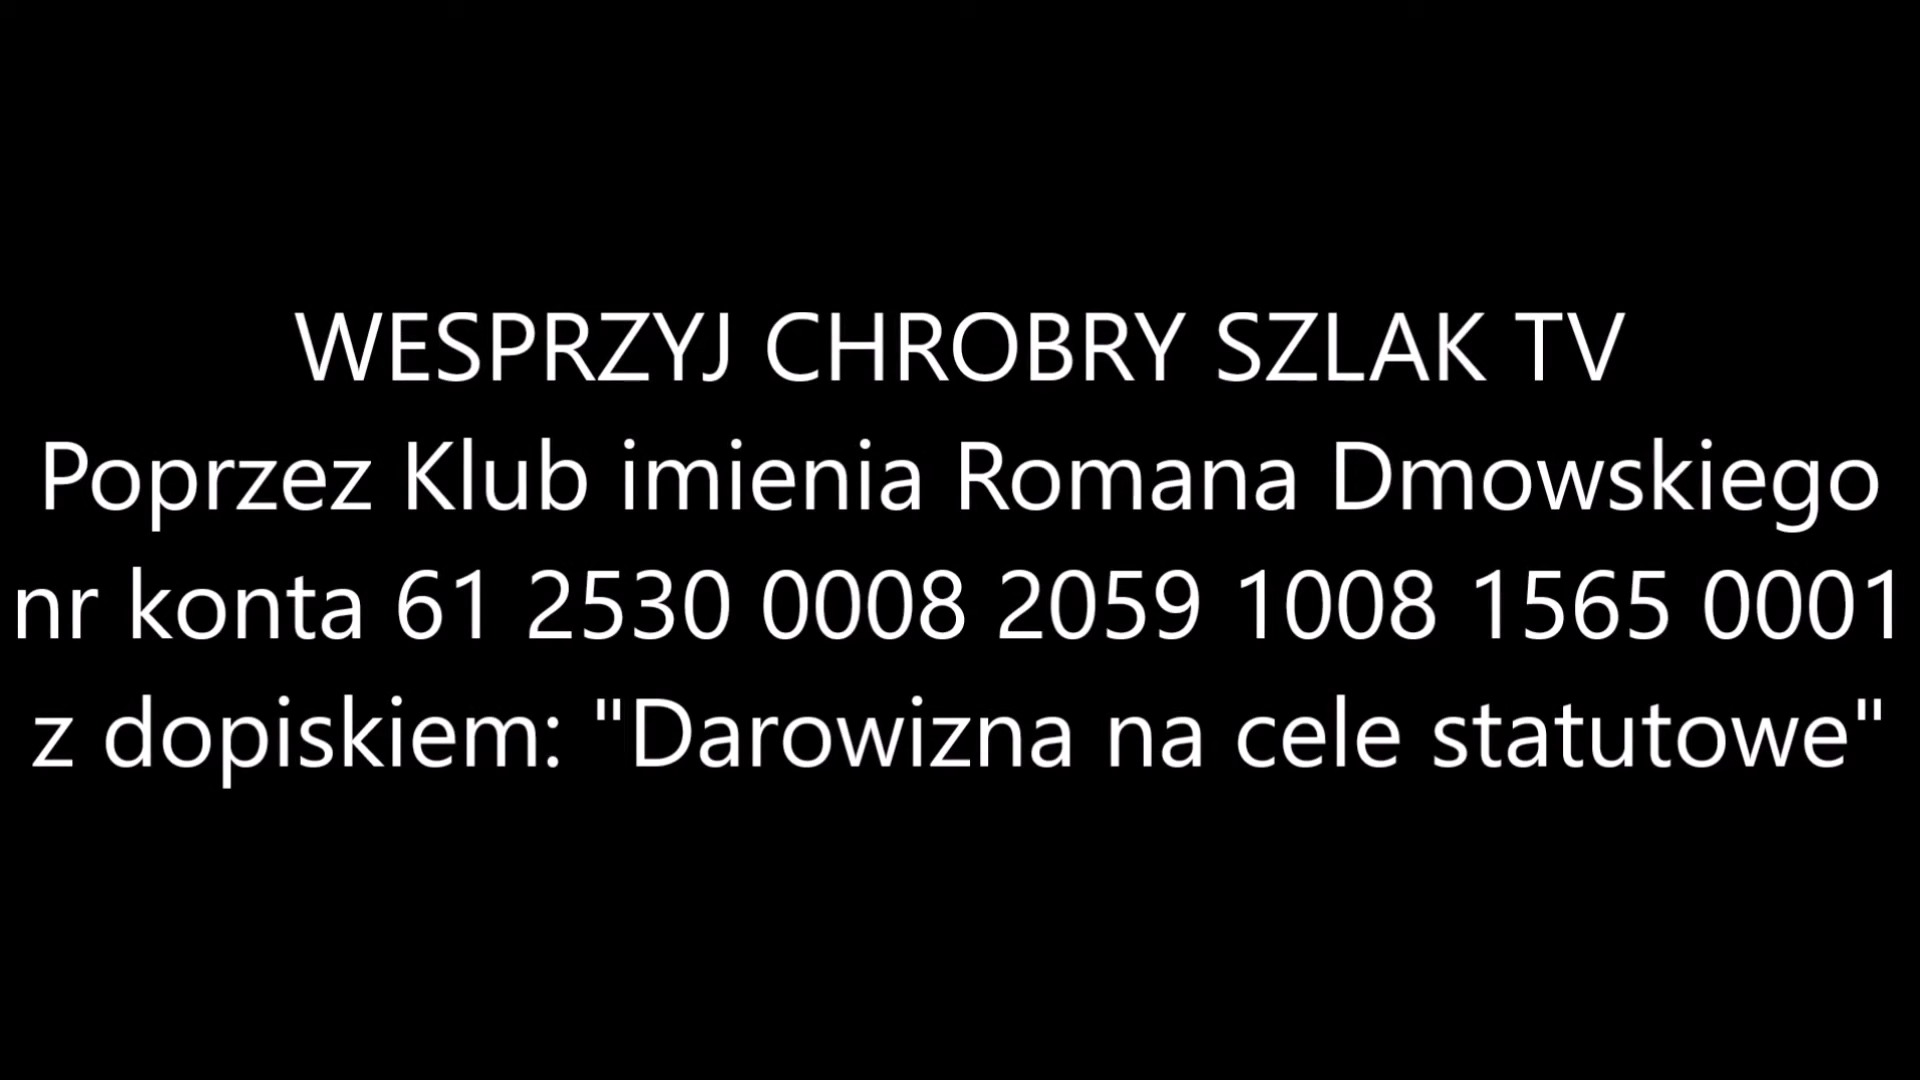 WESPRZYJ CHROBRY SZLAK TV
Poprzez Klub imienia Romana Dmowskiego
nr konta 61 2530 0008 2059 1008 1565 0001
z dopiskiem: "Darowizna na cele statutowe"